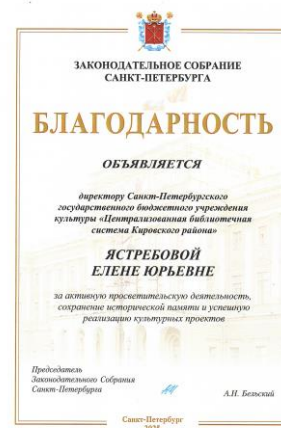 ЗАКОНОДАТЕЛЬНОЕ СОБРАНИЕ
САНКТ-ПЕТЕРБУРГА
БЛАГОДАРНОСТЬ
ОБЪЯВЛЯЕТСЯ
директору Санкт-Петербургского
государственного бюджетного учреждения
культуры «Централизованная библиотечная
система Кировского района»
ЯСТРЕБОВОЙ
ЕЛЕНЕ ЮРЬЕВНЕ
за активную просветительскую деятельность,
сохранение исторической памяти и успешную
реализацию культурных проектов
Председатель
Законодательного Собрания
Санкт-Петербурга
А.Н. Бельский
Санкт-Петербург